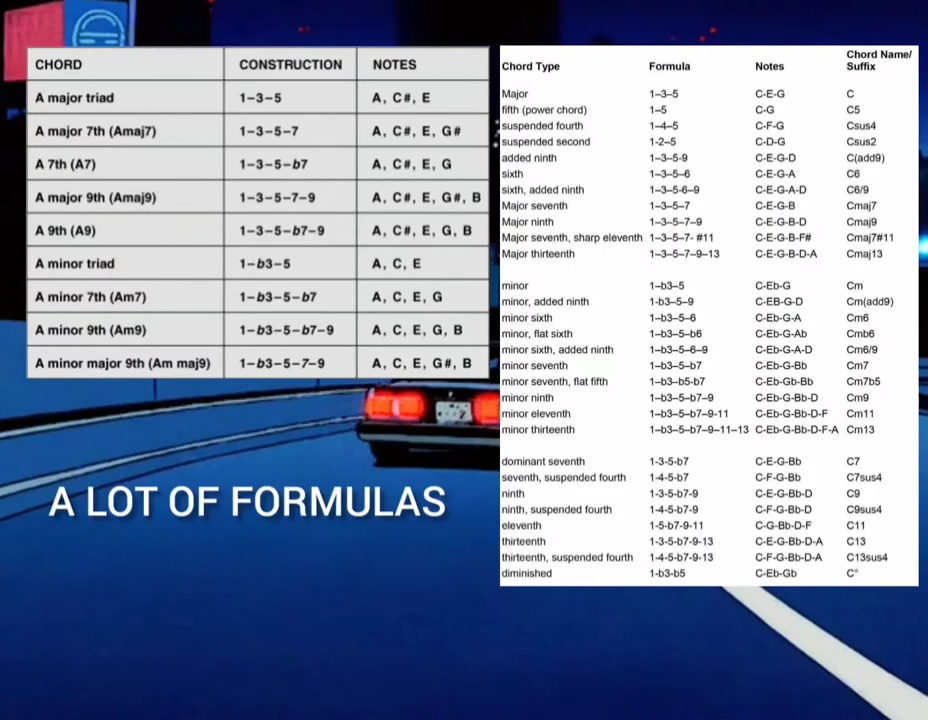 CHORD CONSTRUCTION NOTES
A major triad 1–3–5 A, C#, E
A major 7th (Amaj7) 1–3–5–7 A, C#, E, G#
A 7th (A7) 1–3–5–b7 A, C#, E, G
A major 9th (Amaj9) 1–3–5–7–9 A, C#, E, G#, B
A 9th (A9) 1–3–5–b7–9 A, C#, E, G, B
A minor triad 1–b3–5 A, C, E
A minor 7th (Am7) 1–b3–5–b7 A, C, E, G
A minor 9th (Am9) 1–b3–5–b7–9 A, C, E, G, B
A minor major 9th (Am maj9) 1–b3–5–7–9 A, C, E, G#, B
A LOT OF FORMULAS
Chord Type Formula Notes Chord Name/
Suffix
Major 1–3–5 C-E-G C
fifth (power chord) 1–5 C-G C5
suspended fourth 1–4–5 C-F-G Csus4
suspended second 1-2–5 C-D-G Csus2
added ninth 1–3–5-9 C-E-G-D C(add9)
sixth 1–3–5–6 C-E-G-A C6
sixth, added ninth 1–3–5-6–9 C-E-G-A-D C6/9
Major seventh 1–3–5–7 C-E-G-B Cmaj7
Major ninth 1–3–5–7–9 C-E-G-B-D Cmaj9
Major seventh, sharp eleventh 1–3–5–7- #11 C-E-G-B-F# Cmaj7#11
Major thirteenth 1–3–5–7–9–13 C-E-G-B-D-A Cmaj13
minor 1–b3–5 C-Eb-G Cm
minor, added ninth 1-b3–5–9 C-EB-G-D Cm(add9)
minor sixth 1–b3–5–6 C-Eb-G-A Cm6
minor, flat sixth 1–b3–5–b6 C-Eb-G-Ab Cmb6
minor sixth, added ninth 1–b3–5–6–9 C-Eb-G-A-D Cm6/9
minor seventh 1–b3–5–b7 C-Eb-G-Bb Cm7
minor seventh, flat fifth 1–b3–b5-b7 C-Eb-Gb-Bb Cm7b5
minor ninth 1–b3–5–b7–9 C-Eb-G-Bb-D Cm9
minor eleventh 1–b3–5–b7–9-11 C-Eb-G-Bb-D-F Cm11
minor thirteenth 1–b3–5–b7–9–11–13 C-Eb-G-Bb-D-F-A Cm13
dominant seventh 1-3-5-b7 C-E-G-Bb C7
seventh, suspended fourth 1-4-5-b7 C-F-G-Bb C7sus4
ninth 1-3-5-b7-9 C-E-G-Bb-D C9
ninth, suspended fourth 1-4-5-b7-9 C-F-G-Bb-D C9sus4
eleventh 1-5-b7-9-11 C-G-Bb-D-F C11
thirteenth 1-3-5-b7-9-13 C-E-G-Bb-D-A C13
thirteenth, suspended fourth 1-4-5-b7-9-13 C-F-G-Bb-D-A C13sus4
diminished 1-b3-b5 C-Eb-Gb C°